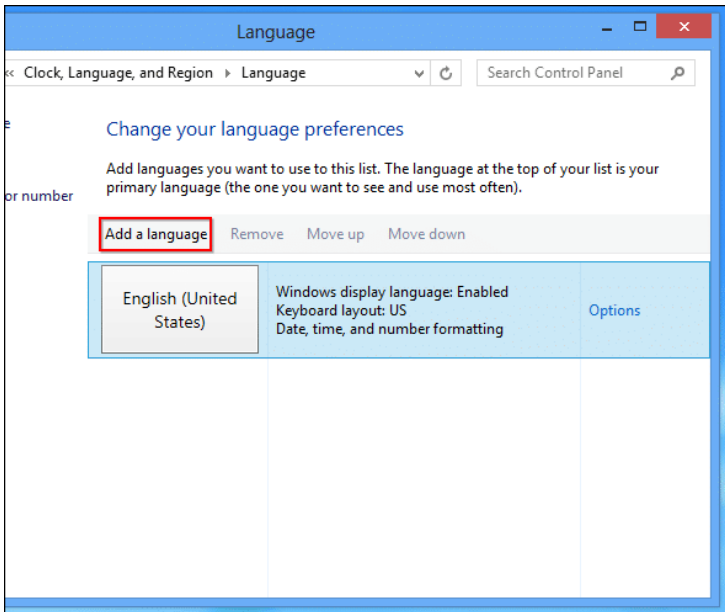 Language
« Clock, Language, and Region ▸ Language
Search Control Panel
or number
Change your language preferences
Add languages you want to use to this list. The language at the top of your list is your
primary language (the one you want to see and use most often).
Add a language Remove Move up Move down
English (United
States)
Windows display language: Enabled
Keyboard layout: US
Date, time, and number formatting
Options